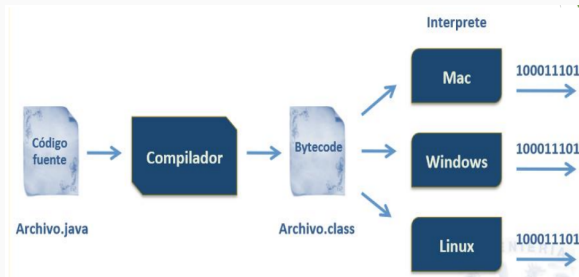 Interprete
Mac
100011101
Código
fuente
Compilador
Bytecode
Windows
100011101
Archivo.java
Archivo.class
Linux
100011101